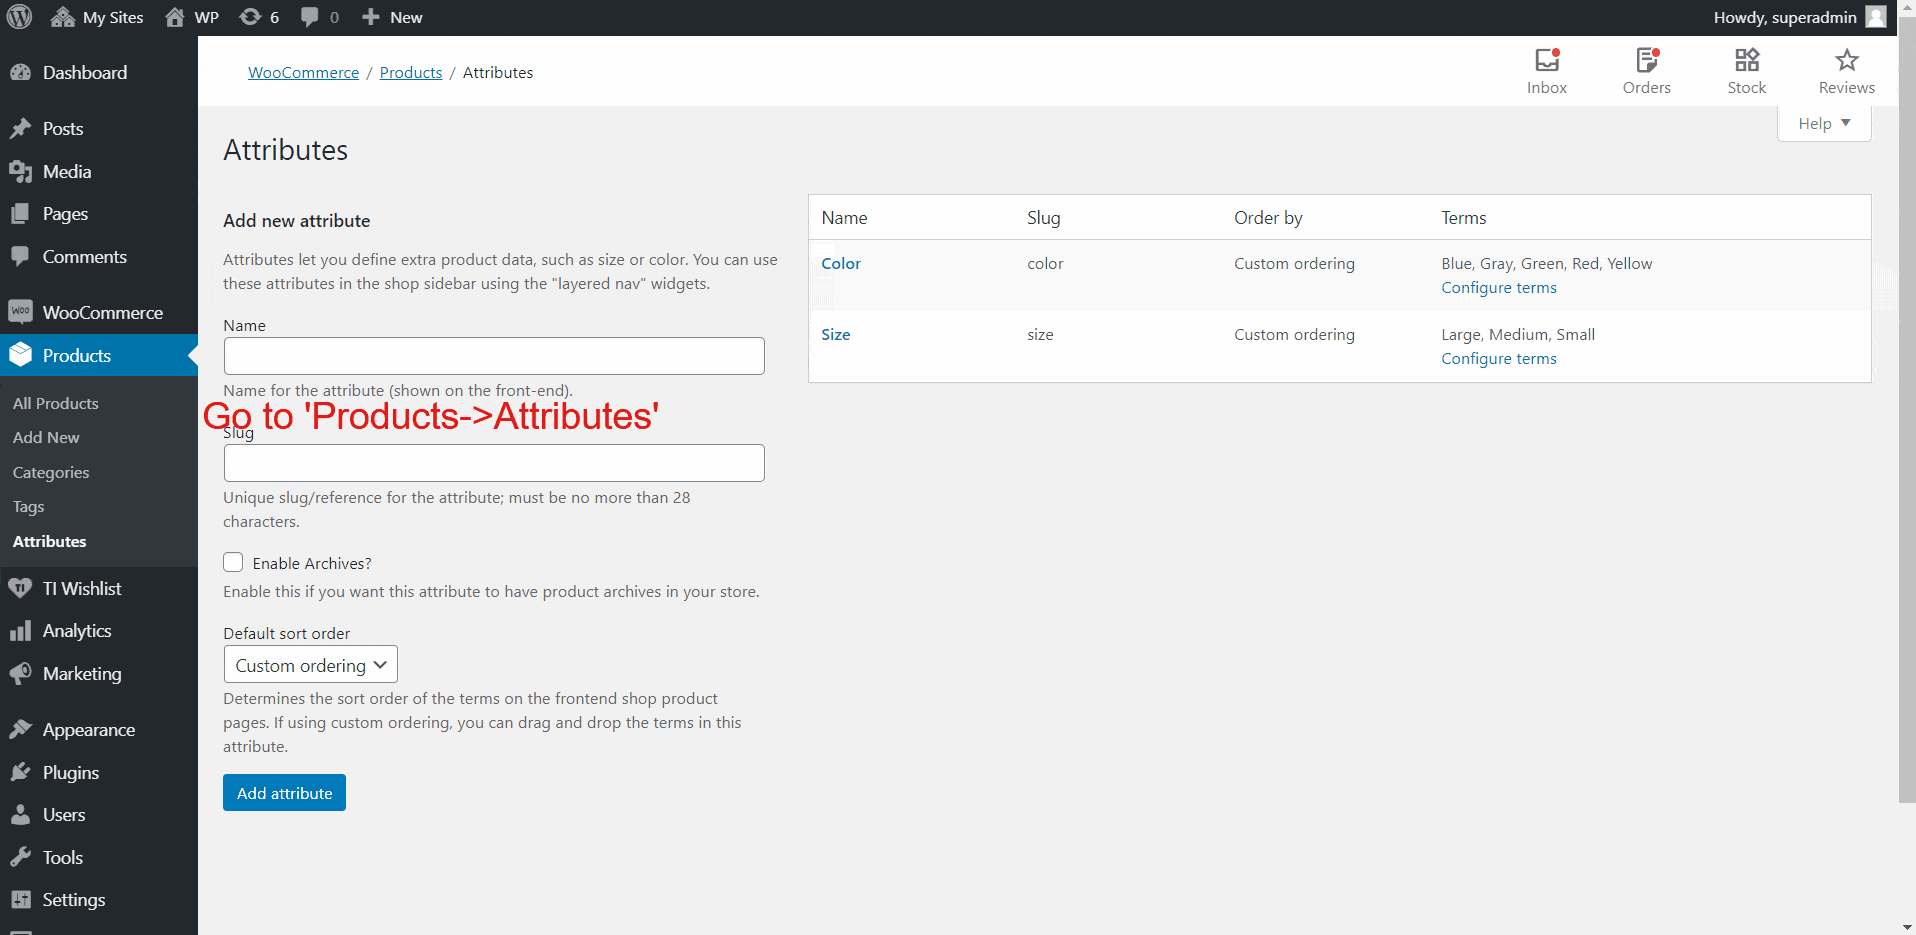 My Sites WP 6 0 New Howdy, superadmin
Dashboard
Posts
Media
Pages
Comments
WooCommerce
Products
All Products
Add New
Categories
Tags
Attributes
TI Wishlist
Analytics
Marketing
Appearance
Plugins
Users
Tools
Settings
WooCommerce / Products / Attributes
Inbox Orders Stock Reviews
Help
Attributes
Add new attribute
Attributes let you define extra product data, such as size or color. You can use
these attributes in the shop sidebar using the "layered nav" widgets.
Name
Name for the attribute (shown on the front-end).
Go to 'Products->Attributes'
Slug
Unique slug/reference for the attribute; must be no more than 28
characters.
Enable Archives?
Enable this if you want this attribute to have product archives in your store.
Default sort order
Custom ordering
Determines the sort order of the terms on the frontend shop product
pages. If using custom ordering, you can drag and drop the terms in this
attribute.
Add attribute
Name Slug Order by Terms
Color color Custom ordering Blue, Gray, Green, Red, Yellow
Configure terms
Size size Custom ordering Large, Medium, Small
Configure terms